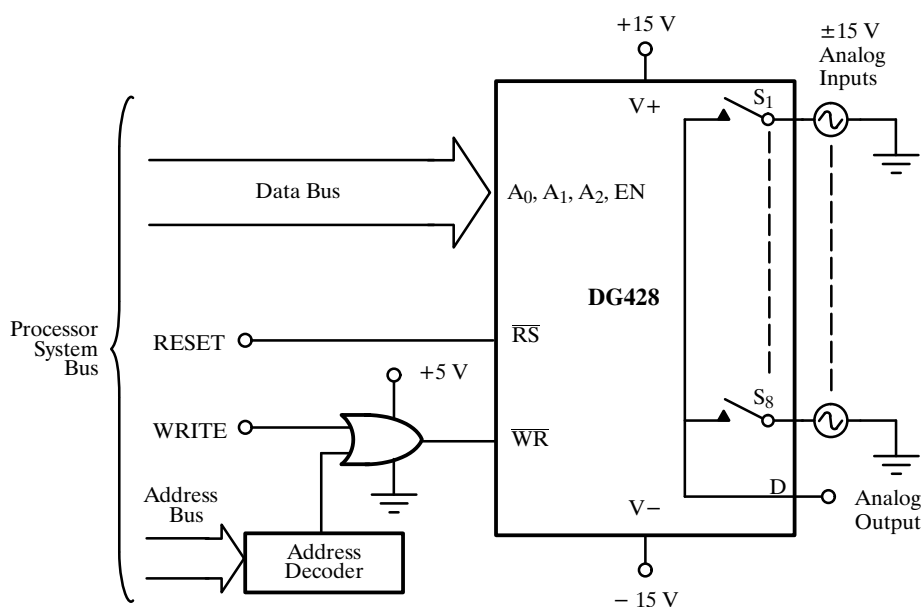 +15 V
±15 V
Analog
Inputs
V+
S1
Data Bus
A0, A1, A2, EN
DG428
Processor
System
Bus
RESET
RS
+5 V
WRITE
WR
S8
Address
Bus
V−
D
Analog
Output
Address
Decoder
− 15 V